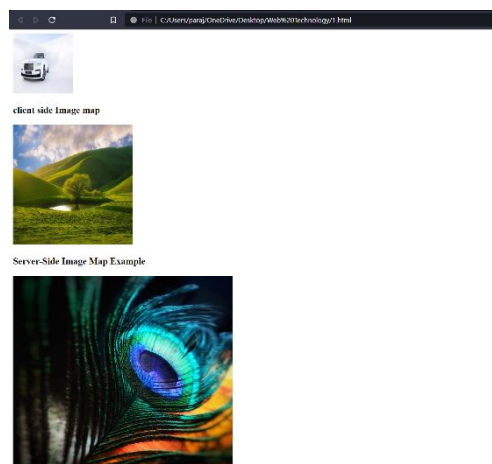 File | C:/Users/paraj/OneDrive/Desktop/Web%20Technology/1.html
client side Image map
Server-Side Image Map Example